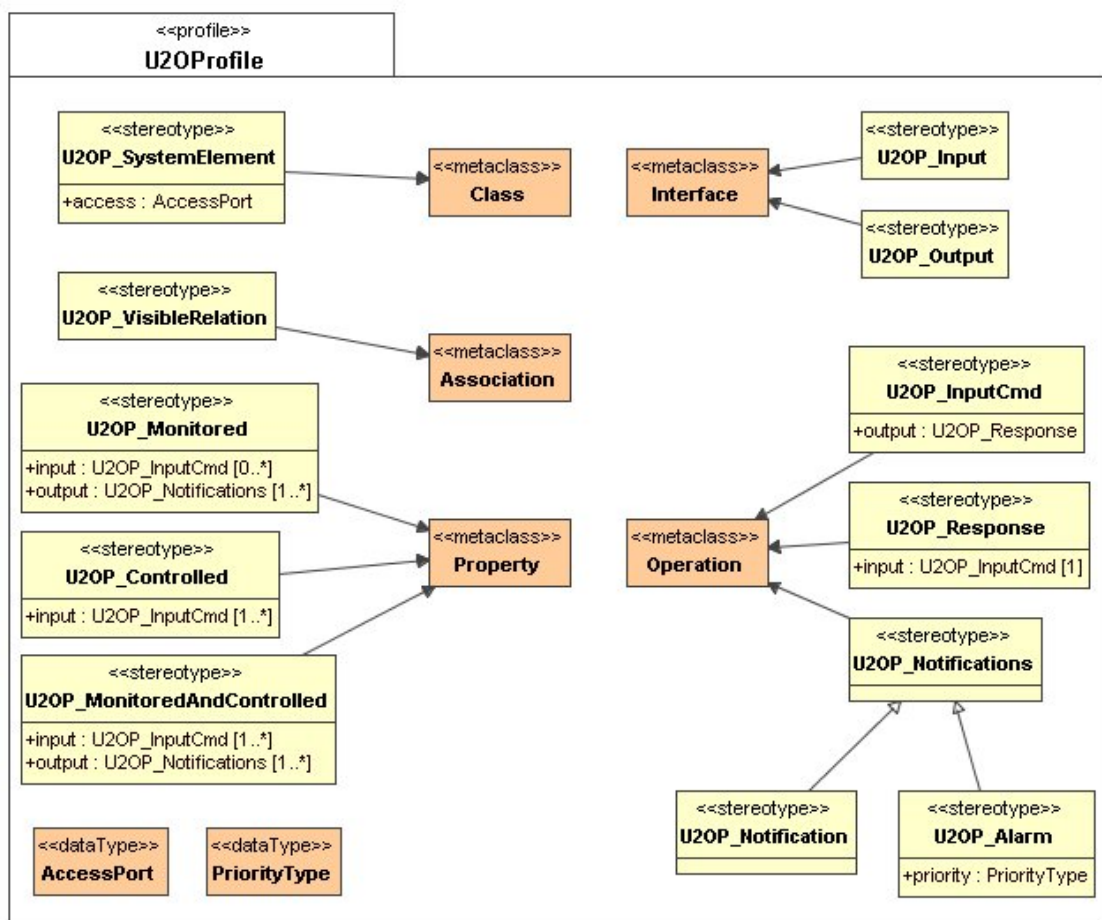 <<profile>>
U2OProfile
<<stereotype>>
U2OP_SystemElement
+access : AccessPort
<<metaclass>>
Class
<<metaclass>>
Interface
<<stereotype>>
U2OP_Input
<<stereotype>>
U2OP_Output
<<stereotype>>
U2OP_VisibleRelation
<<metaclass>>
Association
<<stereotype>>
U2OP_InputCmd
+output : U2OP_Response
<<stereotype>>
U2OP_Monitored
+input : U2OP_InputCmd [0..*]
+output : U2OP_Notifications [1..*]
<<stereotype>>
U2OP_Controlled
+input : U2OP_InputCmd [1..*]
<<metaclass>>
Property
<<metaclass>>
Operation
<<stereotype>>
U2OP_Response
+input : U2OP_InputCmd [1]
<<stereotype>>
U2OP_MonitoredAndControlled
+input : U2OP_InputCmd [1..*]
+output : U2OP_Notifications [1..*]
<<stereotype>>
U2OP_Notifications
<<dataType>>
AccessPort
<<dataType>>
PriorityType
<<stereotype>>
U2OP_Notification
<<stereotype>>
U2OP_Alarm
+priority : PriorityType